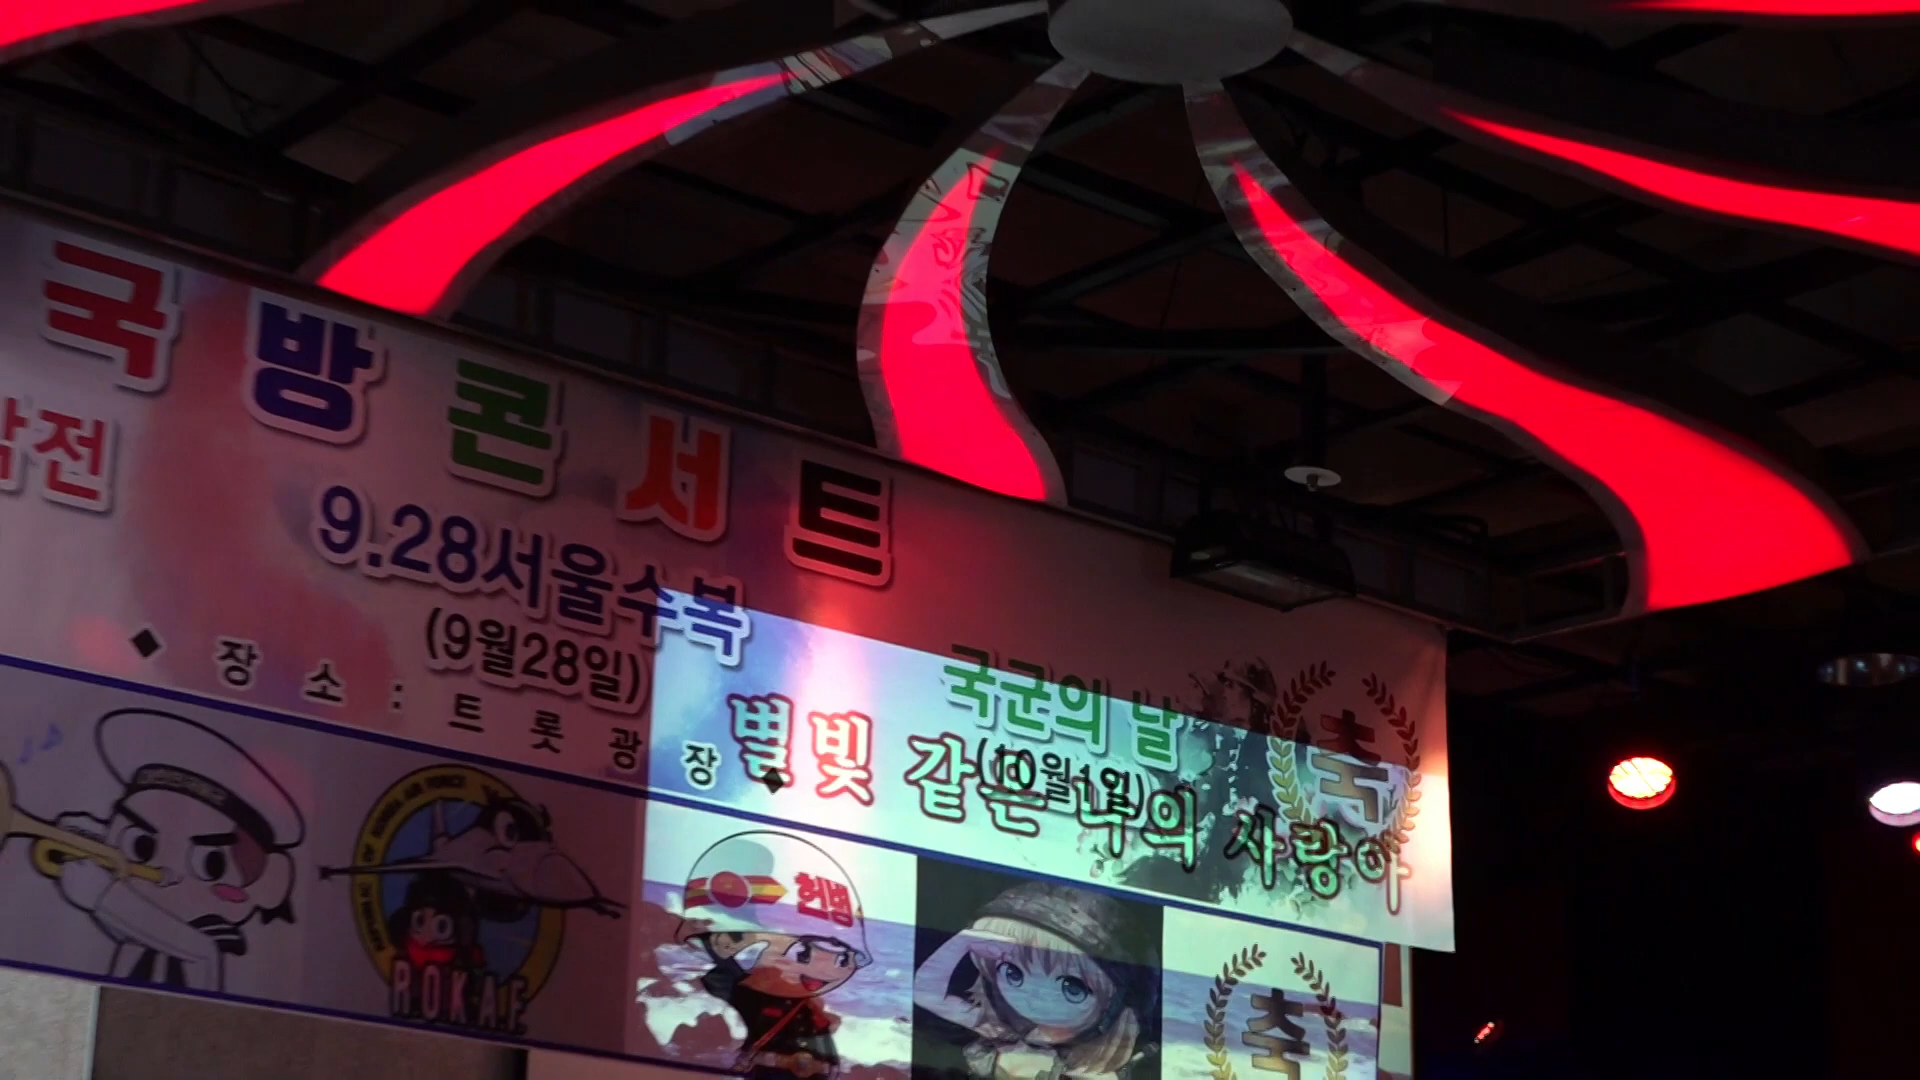 국방콘서트
작전
9.28서울수복
(9월28일)
국군의 날
(10월1일)
축
◆ 장 소 : 트 롯 광 장 ◆
별빛 같은 나의 사랑아
헌병
ROKAF
축